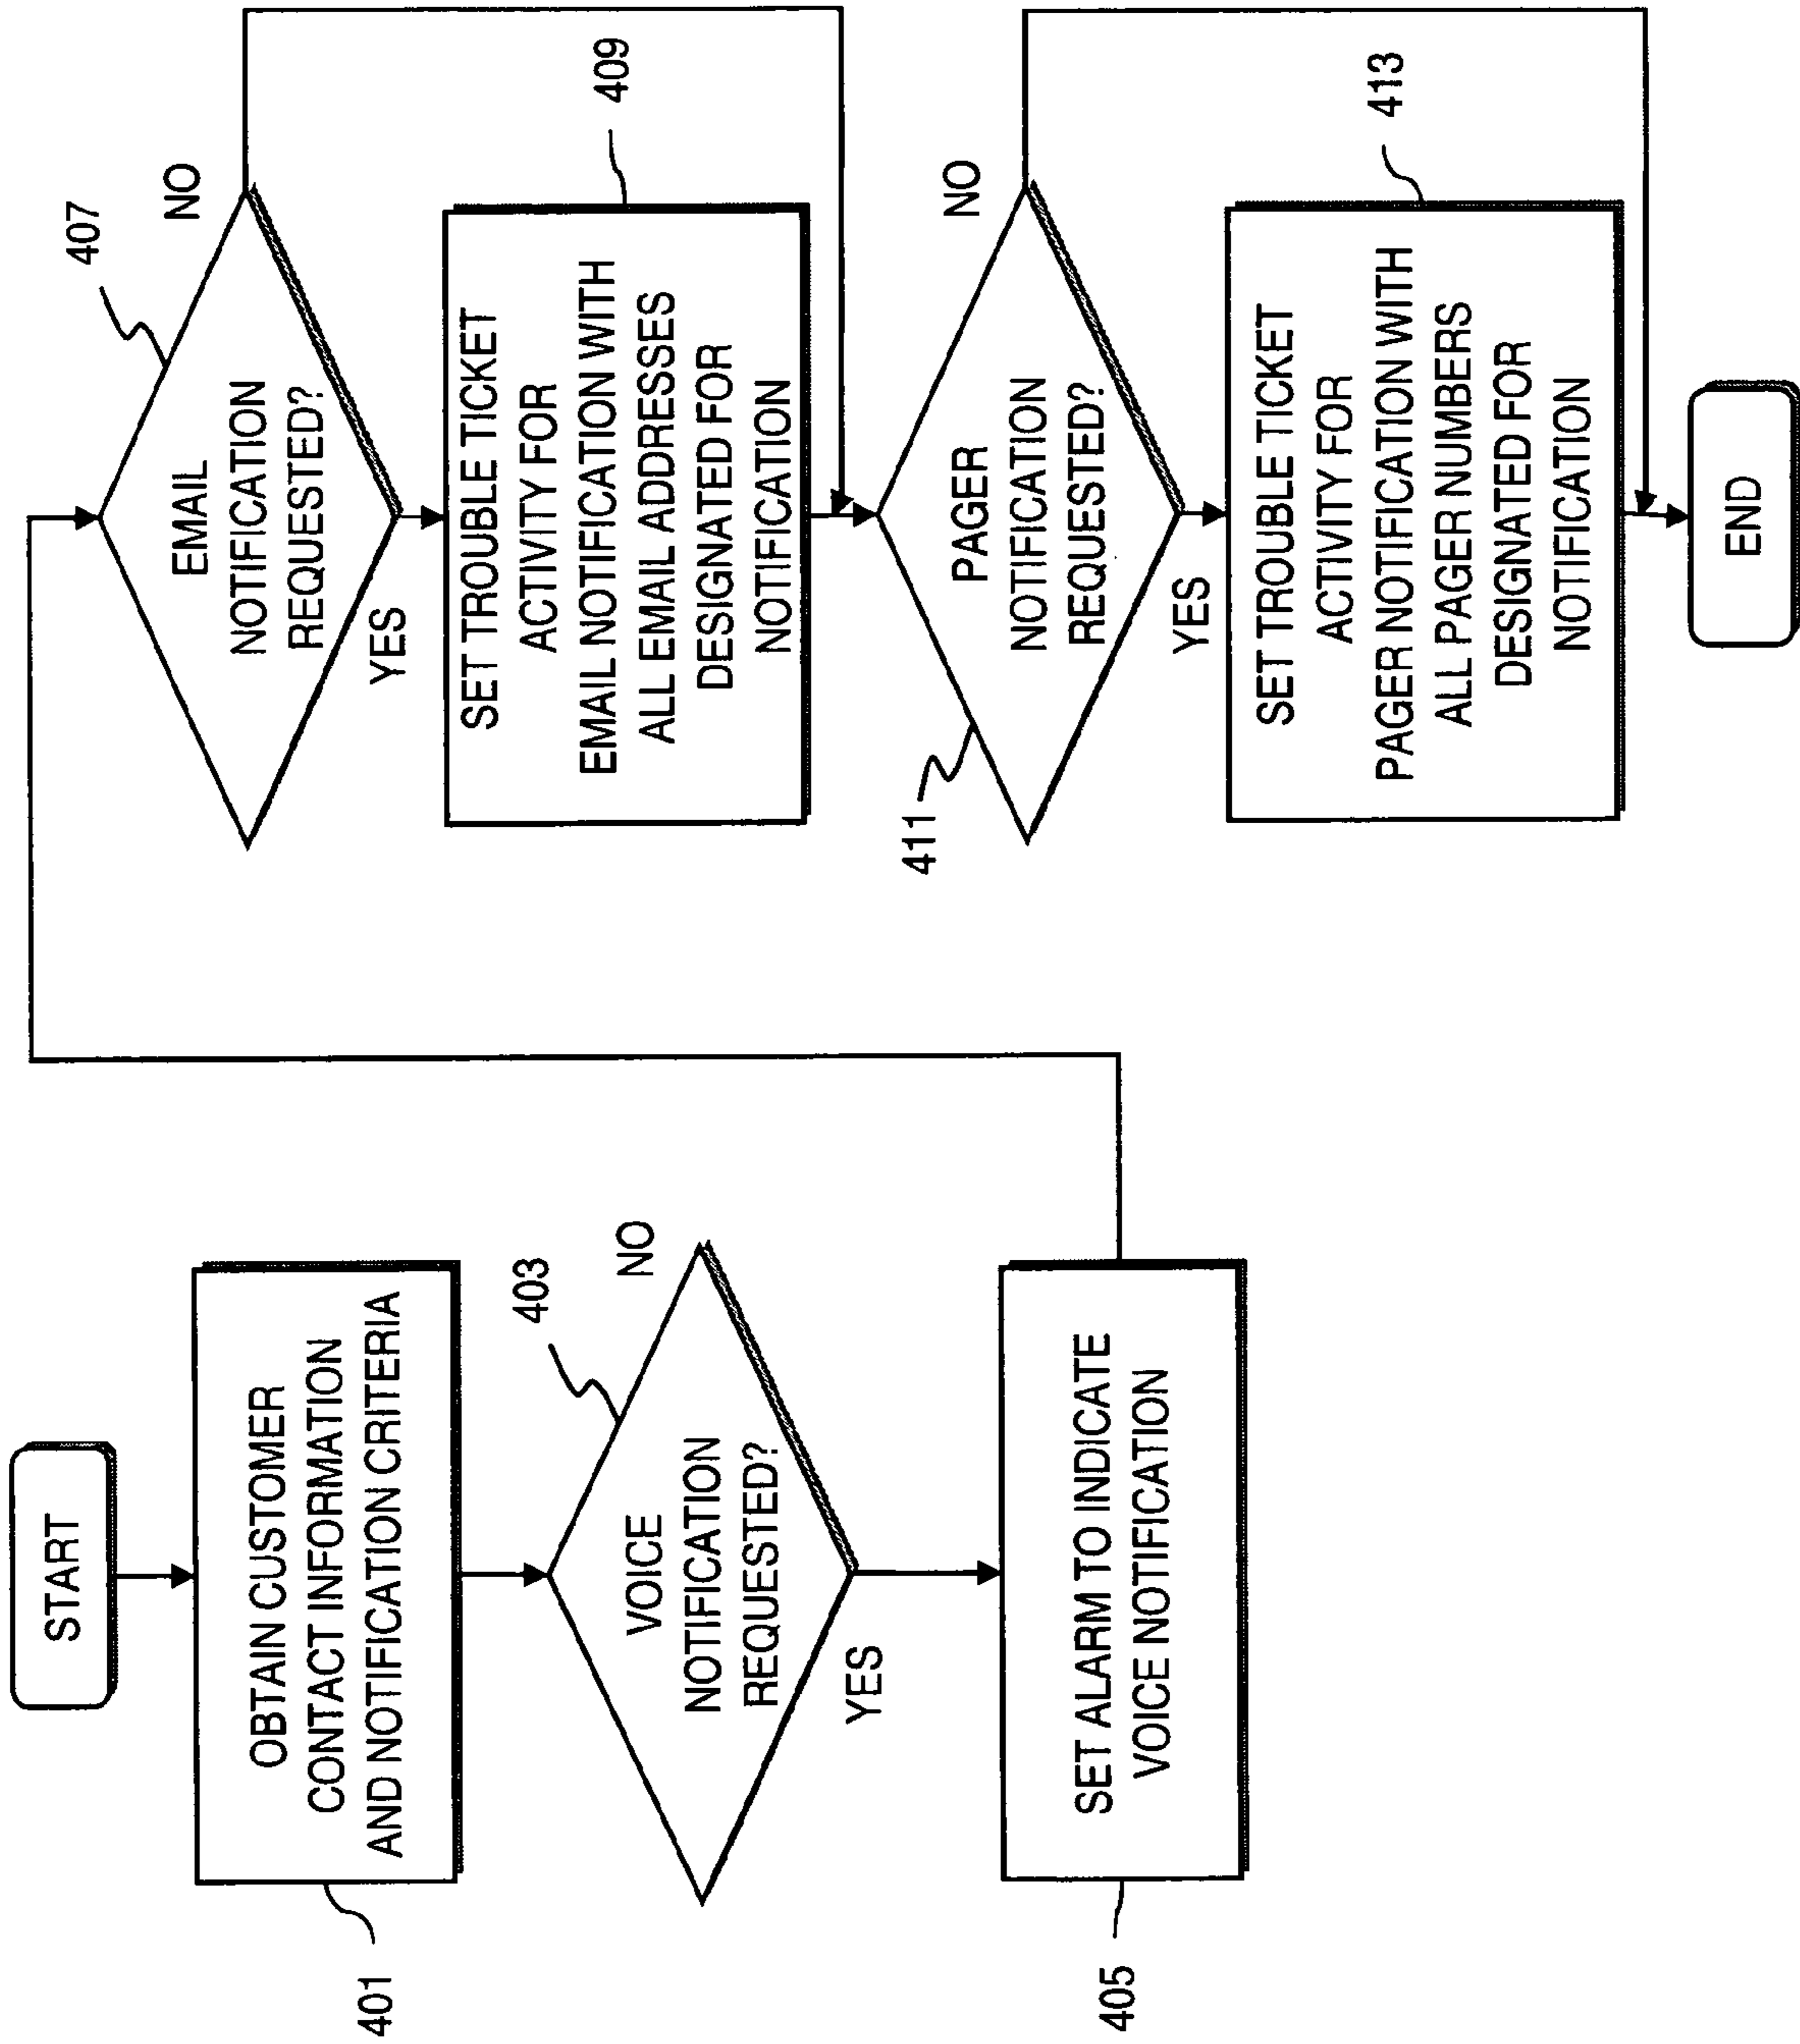 START
OBTAIN CUSTOMER
CONTACT INFORMATION
AND NOTIFICATION CRITERIA
401
VOICE
NOTIFICATION
REQUESTED?
403
NO
YES
SET ALARM TO INDICATE
VOICE NOTIFICATION
405
EMAIL
NOTIFICATION
REQUESTED?
407
NO
YES
SET TROUBLE TICKET
ACTIVITY FOR
EMAIL NOTIFICATION WITH
ALL EMAIL ADDRESSES
DESIGNATED FOR
NOTIFICATION
409
PAGER
NOTIFICATION
REQUESTED?
411
NO
YES
SET TROUBLE TICKET
ACTIVITY FOR
PAGER NOTIFICATION WITH
ALL PAGER NUMBERS
DESIGNATED FOR
NOTIFICATION
413
END